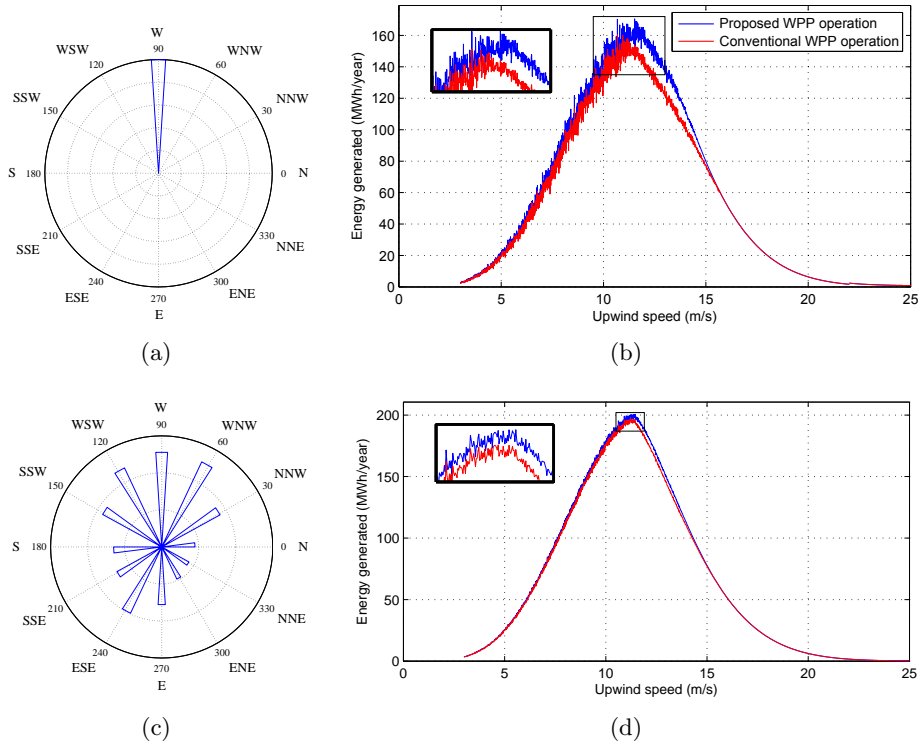 W
90
WSW
WNW
120
60
SSW
NNW
150
30
S
180
0
N
SSE
210
330
NNE
240
300
ESE
ENE
270
E
(a)
Energy generated (MWh/year)
160
140
120
100
80
60
40
20
0
0
5
10
15
20
25
Upwind speed (m/s)
Proposed WPP operation
Conventional WPP operation
(b)
W
90
WSW
WNW
120
60
SSW
NNW
150
30
S
180
0
N
210
330
SSE
NNE
240
300
ESE
ENE
270
E
(c)
Energy generated (MWh/year)
200
150
100
50
0
0
5
10
15
20
25
Upwind speed (m/s)
(d)